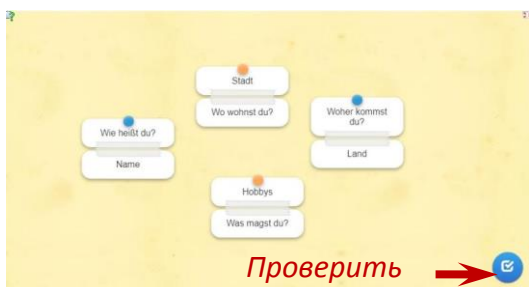 Stadt
Wo wohnst du?
Woher kommst
du?
Land
Wie heißt du?
Name
Hobbys
Was magst du?
Проверить